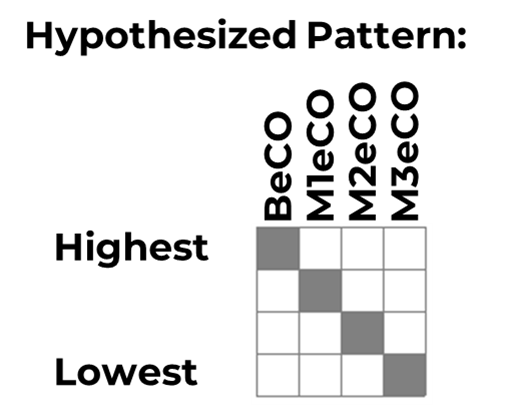 Hypothesized Pattern:
BeCO
M1eCO
M2eCO
M3eCO
Highest
Lowest